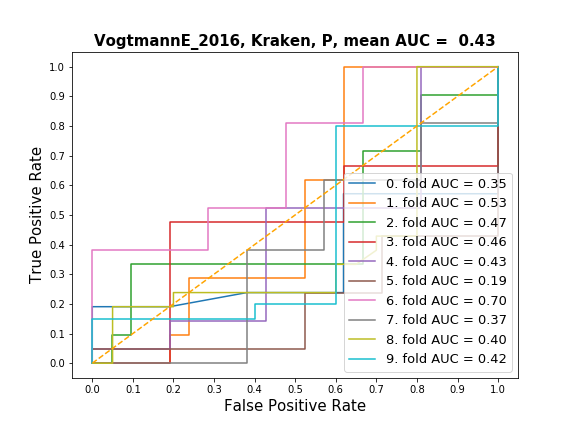 VogtmannE_2016, Kraken, P, mean AUC =  0.43
True Positive Rate
1.0
0.9
0.8
0.7
0.6
0.5
0.4
0.3
0.2
0.1
0.0
0. fold AUC = 0.35
1. fold AUC = 0.53
2. fold AUC = 0.47
3. fold AUC = 0.46
4. fold AUC = 0.43
5. fold AUC = 0.19
6. fold AUC = 0.70
7. fold AUC = 0.37
8. fold AUC = 0.40
9. fold AUC = 0.42
0.0 0.1 0.2 0.3 0.4 0.5 0.6 0.7 0.8 0.9 1.0
False Positive Rate